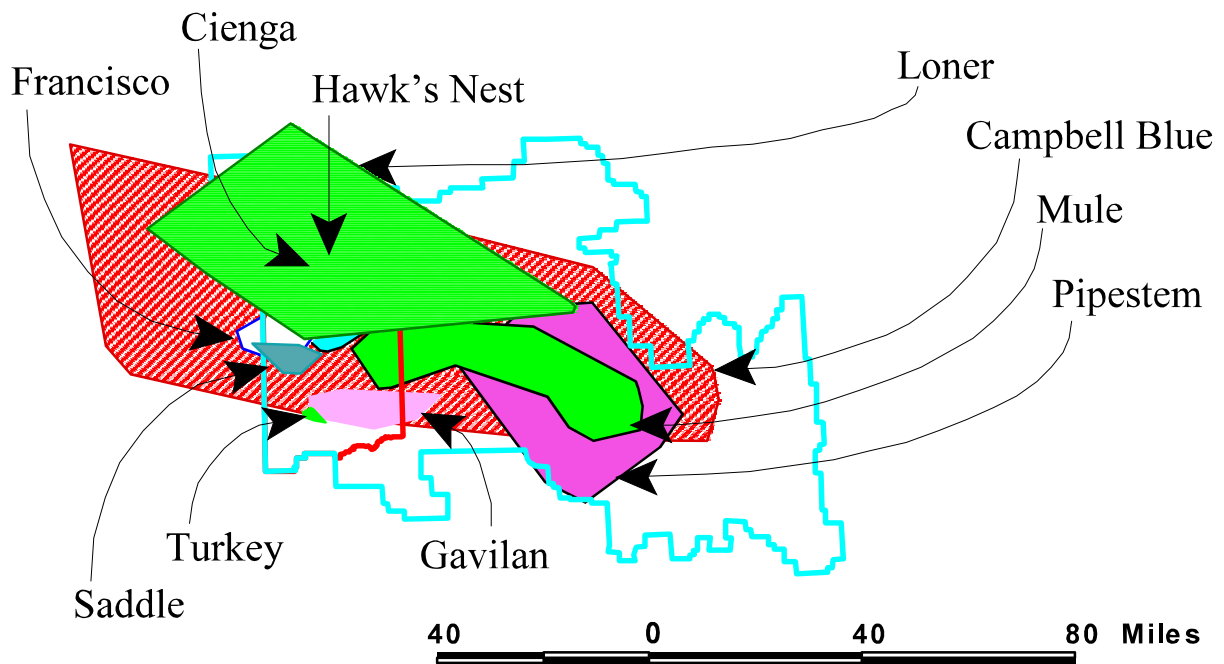 Cienga
Francisco
Hawk's Nest
Loner
Campbell Blue
Mule
Pipestem
Turkey
Gavilan
Saddle
40 0 40 80 Miles